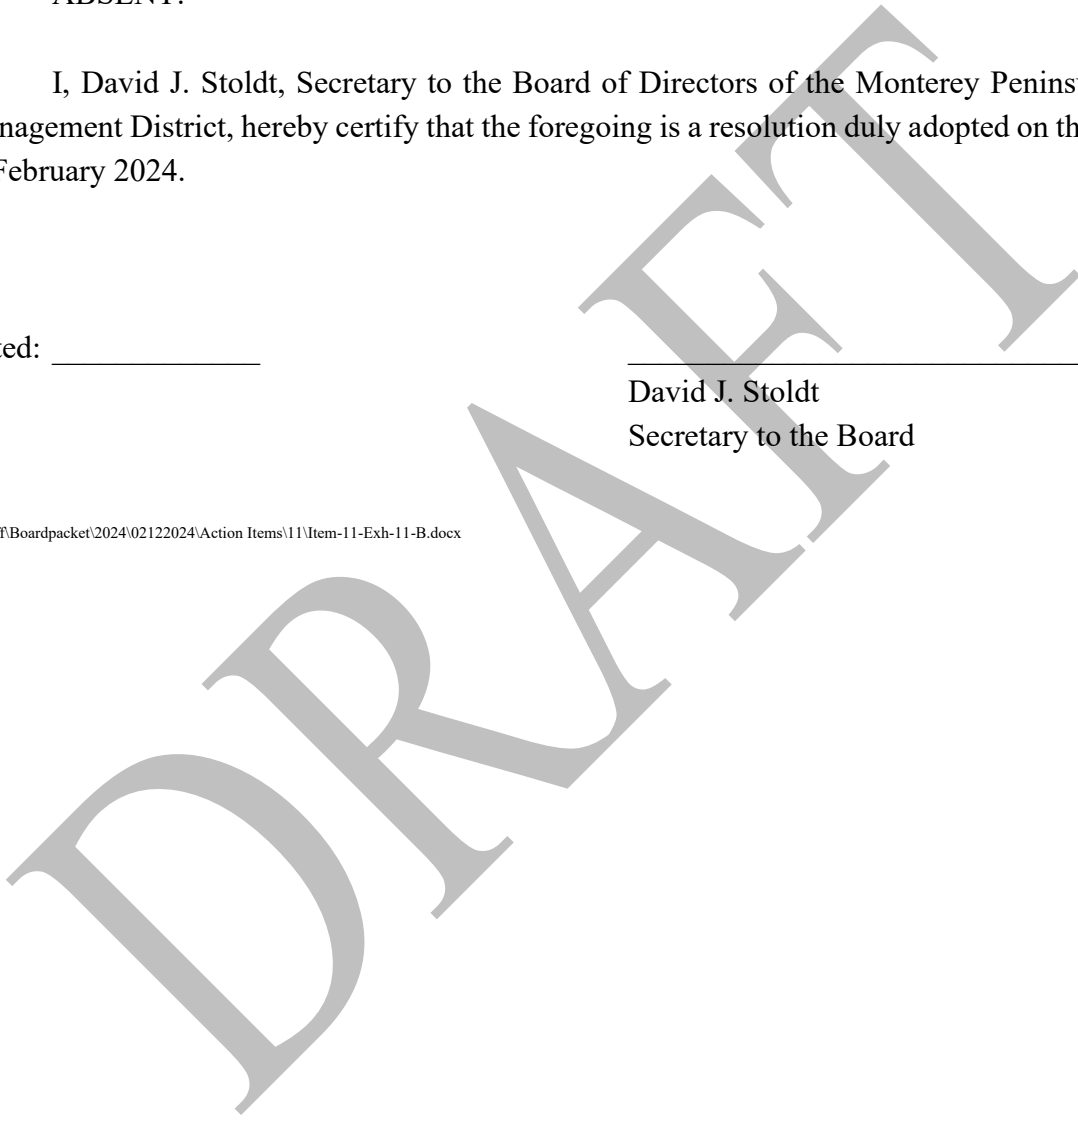 ABSENT:
I, David J. Stoldt, Secretary to the Board of Directors of the Monterey Penins
nagement District, hereby certify that the foregoing is a resolution duly adopted on th
February 2024.
ted: _____________
____________________________
David J. Stoldt
Secretary to the Board
f\Boardpacket\2024\02122024\Action Items\11\Item-11-Exh-11-B.docx
DRAFT